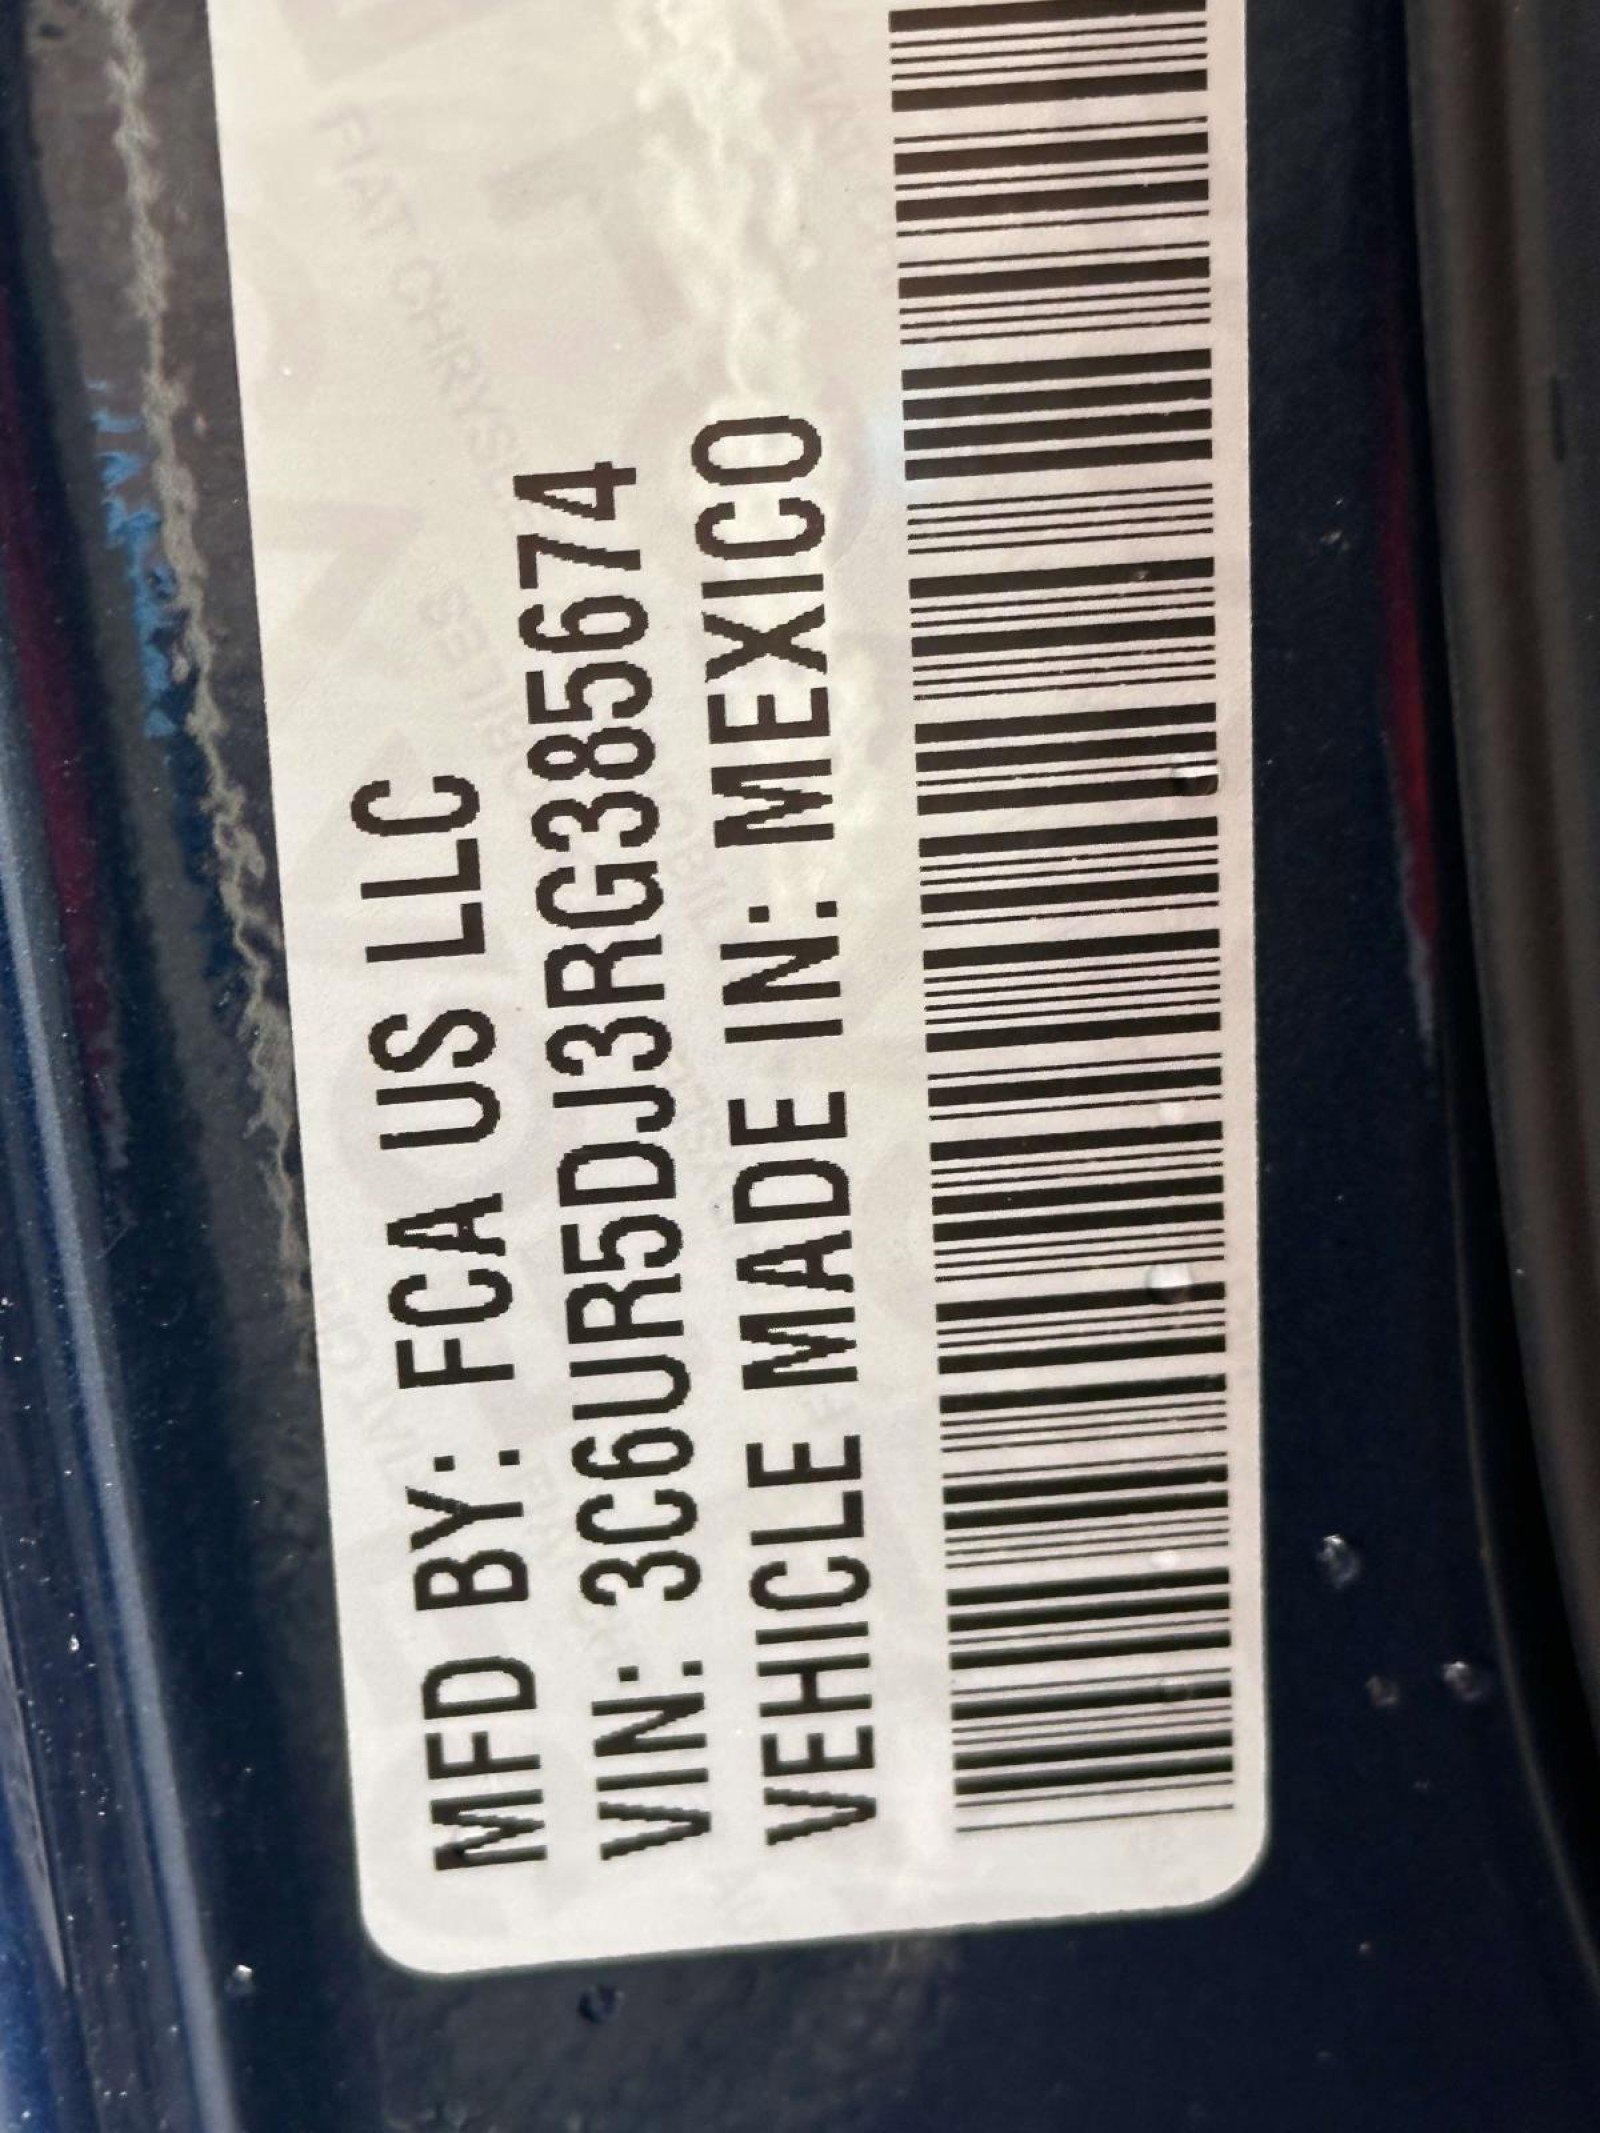 MFD BY: FCA US LLC
VIN: 3C6UR5DJ3RG385674
VEHICLE MADE IN: MEXICO